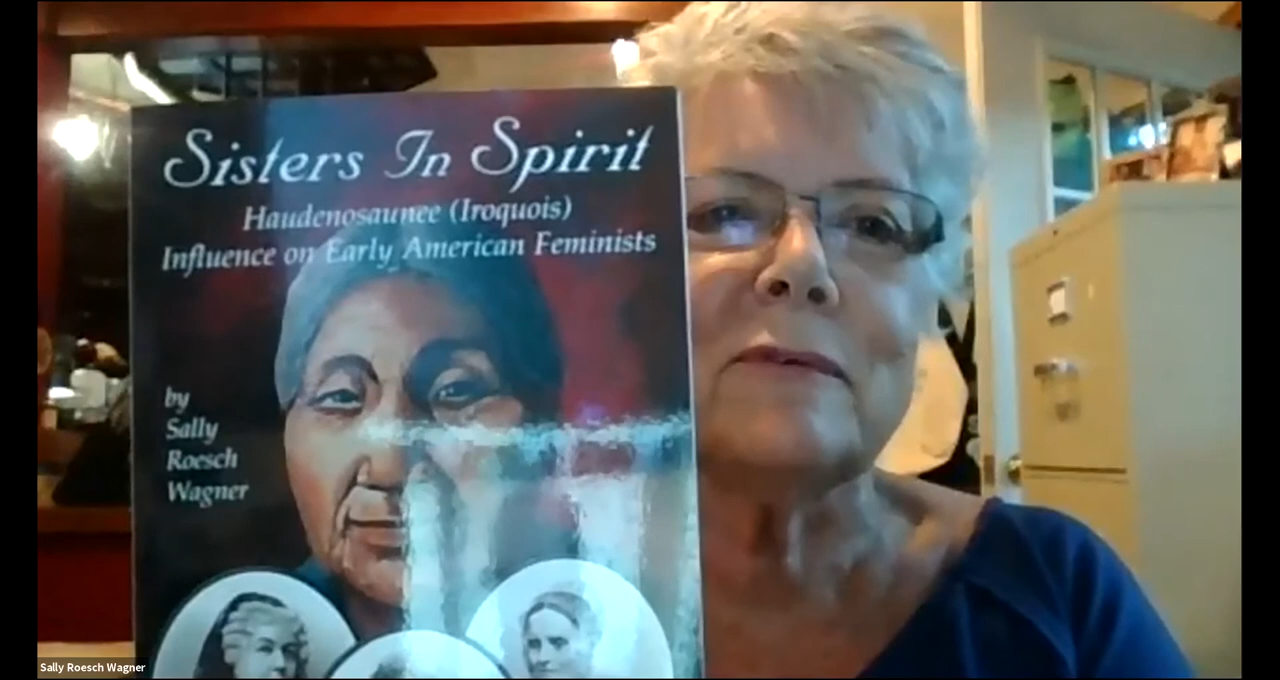 Sisters In Spirit
Haudenosaunee (Iroquois)
Influence on Early American Feminists
by
Sally
Roesch
Wagner
Sally Roesch Wagner